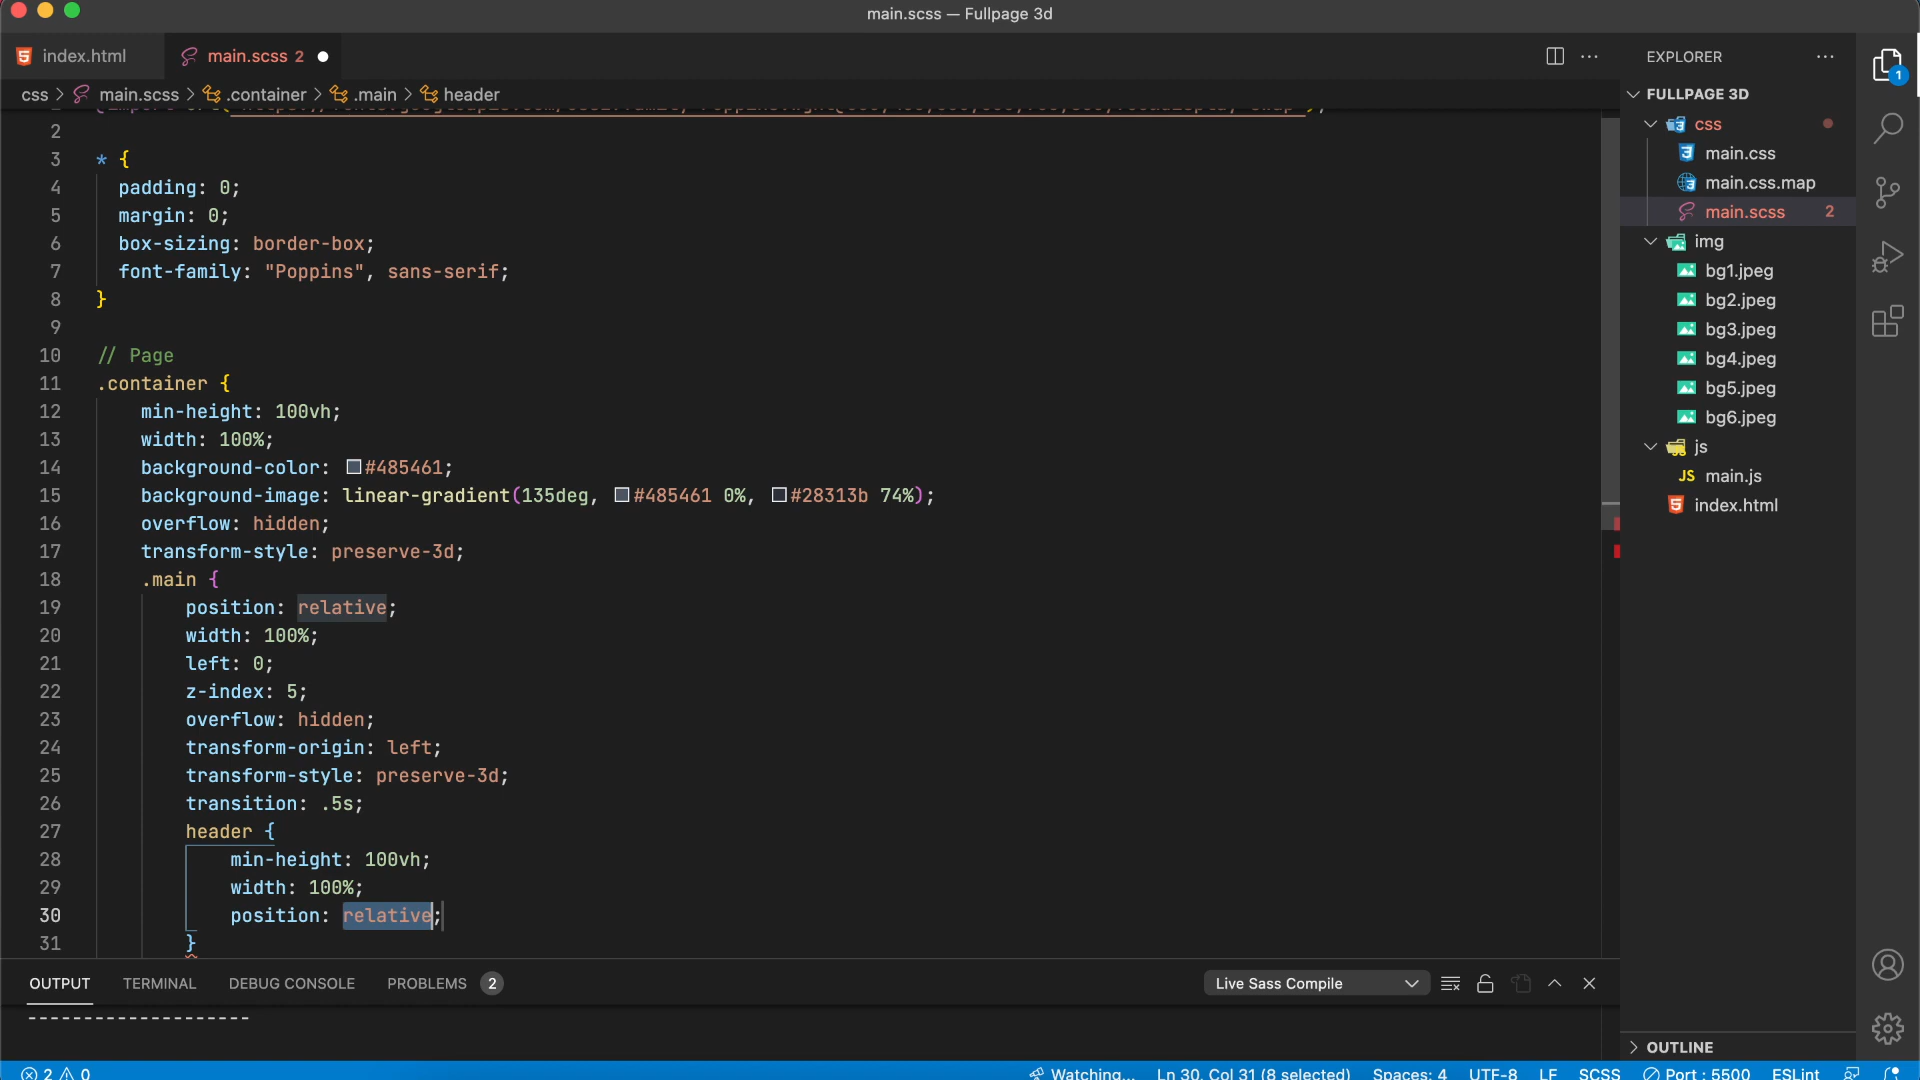 main.scss — Fullpage 3d
index.html
main.scss 2
EXPLORER
css > main.scss > .container > .main > header
FULLPAGE 3D
css
main.css
main.css.map
main.scss 2
img
bg1.jpeg
bg2.jpeg
bg3.jpeg
bg4.jpeg
bg5.jpeg
bg6.jpeg
js
JS main.js
index.html
2
3 * {
4 padding: 0;
5 margin: 0;
6 box-sizing: border-box;
7 font-family: "Poppins", sans-serif;
8 }
9
10 // Page
11 .container {
12 min-height: 100vh;
13 width: 100%;
14 background-color: #485461;
15 background-image: linear-gradient(135deg, #485461 0%, #28313b 74%);
16 overflow: hidden;
17 transform-style: preserve-3d;
18 .main {
19 position: relative;
20 width: 100%;
21 left: 0;
22 z-index: 5;
23 overflow: hidden;
24 transform-origin: left;
25 transform-style: preserve-3d;
26 transition: .5s;
27 header {
28 min-height: 100vh;
29 width: 100%;
30 position: relative;
31 }
1
OUTPUT TERMINAL DEBUG CONSOLE PROBLEMS 2
Live Sass Compile
--------------------
OUTLINE
2 0
Watching... Ln 30, Col 31 (8 selected) Spaces: 4 UTF-8 LF SCSS Port : 5500 ESLint